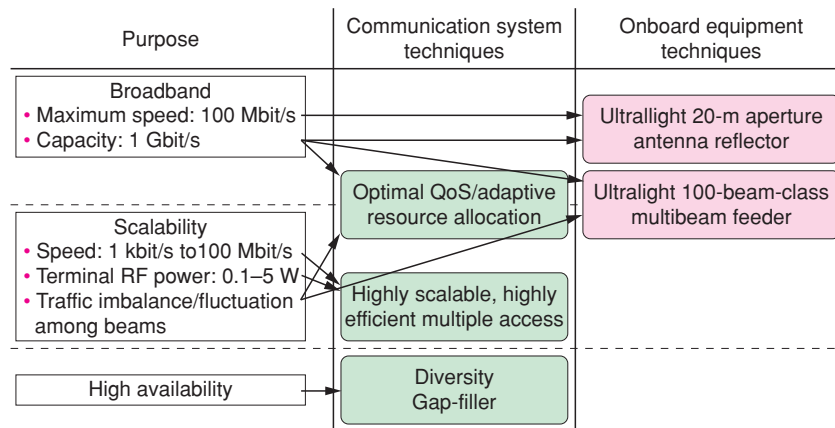 Purpose
Communication system
techniques
Onboard equipment
techniques
Broadband
• Maximum speed: 100 Mbit/s
• Capacity: 1 Gbit/s
Ultrallight 20-m aperture
antenna reflector
Optimal QoS/adaptive
resource allocation
Ultralight 100-beam-class
multibeam feeder
Scalability
• Speed: 1 kbit/s to100 Mbit/s
• Terminal RF power: 0.1–5 W
• Traffic imbalance/fluctuation
among beams
Highly scalable, highly
efficient multiple access
High availability
Diversity
Gap-filler